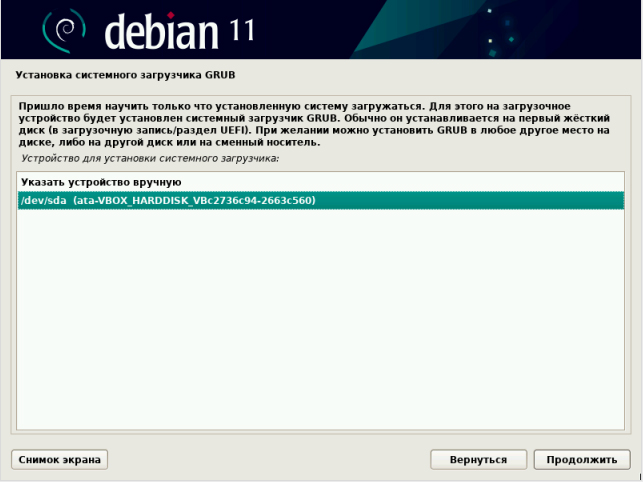 debian 11
Установка системного загрузчика GRUB
Пришло время научить только что установленную систему загружаться. Для этого на загрузочное
устройство будет установлен системный загрузчик GRUB. Обычно он устанавливается на первый жёсткий
диск (в загрузочную запись/раздел UEFI). При желании можно установить GRUB в любое другое место на
диске, либо на другой диск или на сменный носитель.
Устройство для установки системного загрузчика:
Указать устройство вручную
/dev/sda (ata-VBOX_HARDDISK_VBc2736c94-2663c560)
Снимок экрана
Вернуться
Продолжить